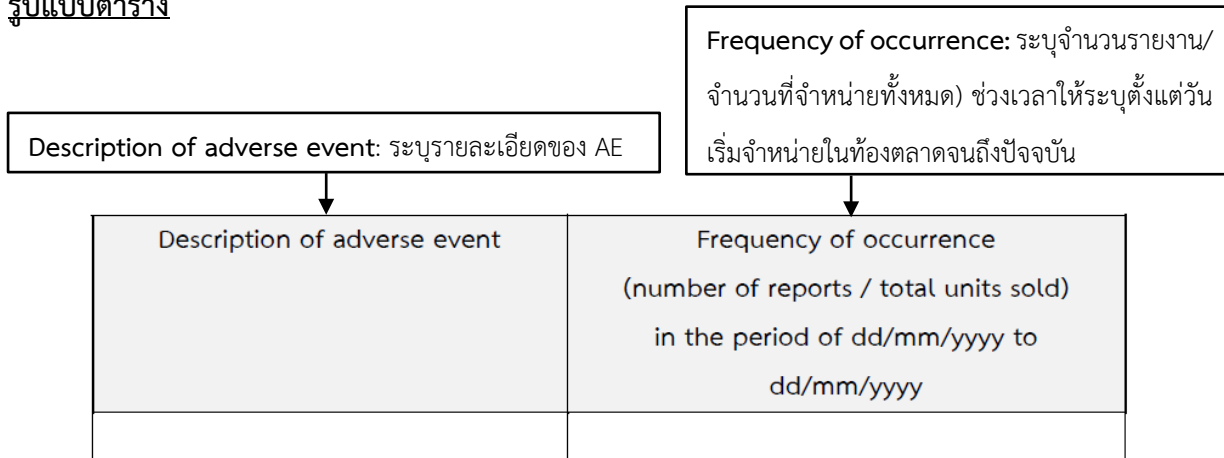 รูปแบบตาราง
Frequency of occurrence: ระบุจำนวนรายงาน/
จำนวนที่จำหน่ายทั้งหมด) ช่วงเวลาให้ระบุตั้งแต่วัน
เริ่มจำหน่ายในท้องตลาดจนถึงปัจจบัน
Description of adverse event: ระบุรายละเอียดของ AE
Description of adverse event
Frequency of occurrence
(number of reports / total units sold)
in the period of dd/mm/yyyy to
dd/mm/yyyy